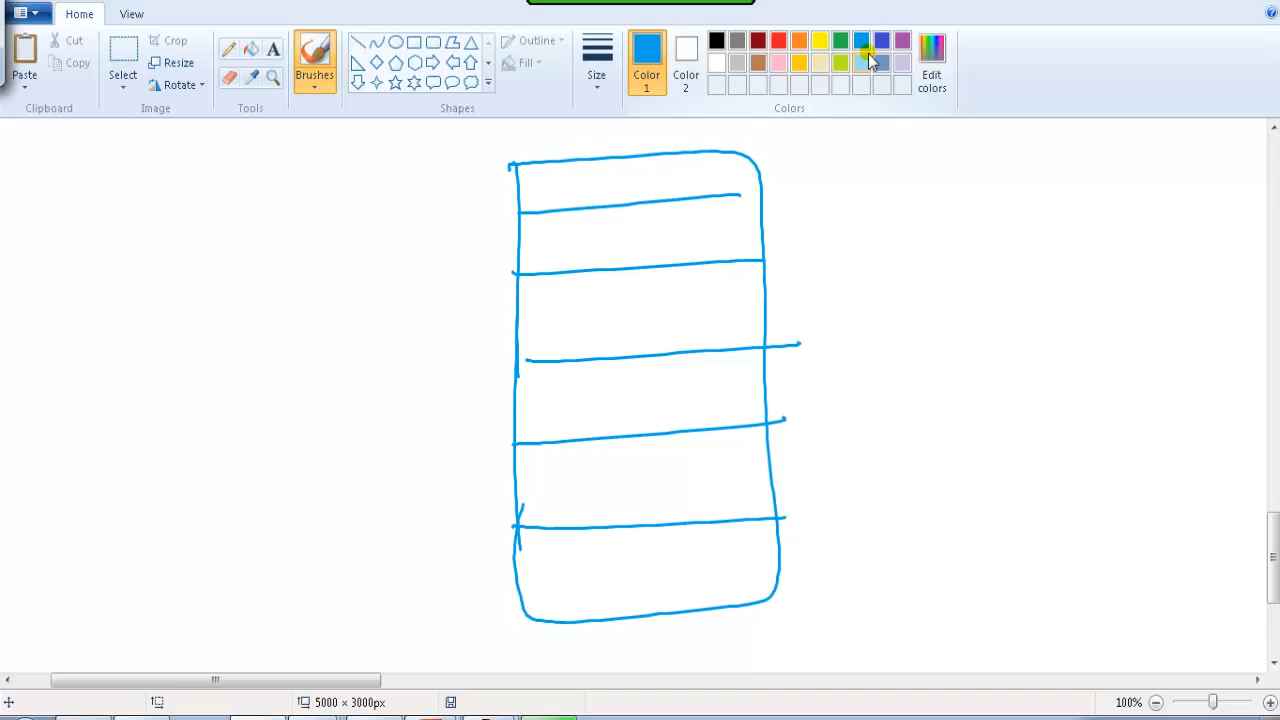 Home View
Paste
Cut
Copy
Clipboard
Select
Crop
Resize
Rotate
Image
Tools
Brushes
Shapes
Outline
Fill
Size
Color 1
Color 2
Edit colors
Colors
5000 × 3000px
100%